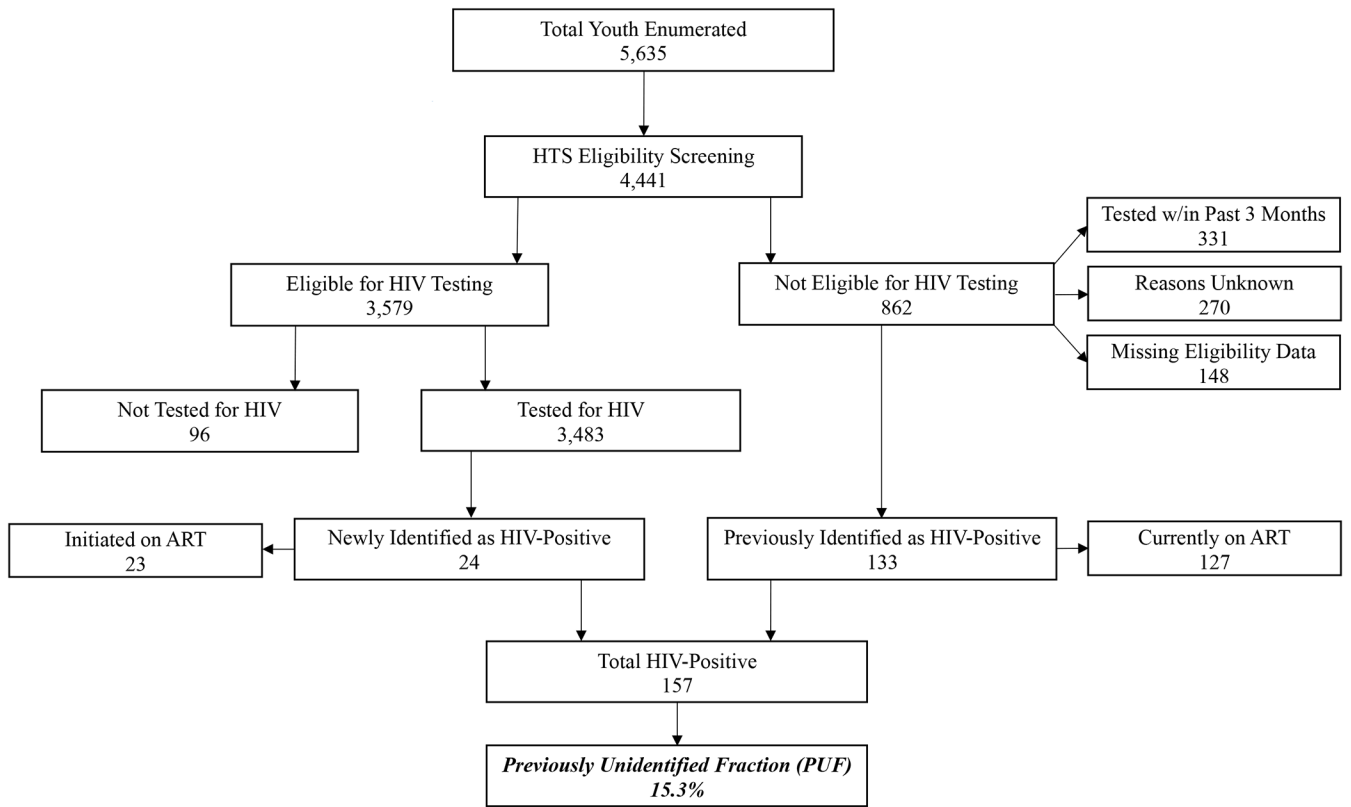 Total Youth Enumerated
5,635
HTS Eligibility Screening
4,441
Tested w/in Past 3 Months
331
Eligible for HIV Testing
3,579
Not Eligible for HIV Testing
862
Reasons Unknown
270
Missing Eligibility Data
148
Not Tested for HIV
96
Tested for HIV
3,483
Initiated on ART
23
Newly Identified as HIV-Positive
24
Previously Identified as HIV-Positive
133
Currently on ART
127
Total HIV-Positive
157
Previously Unidentified Fraction (PUF)
15.3%